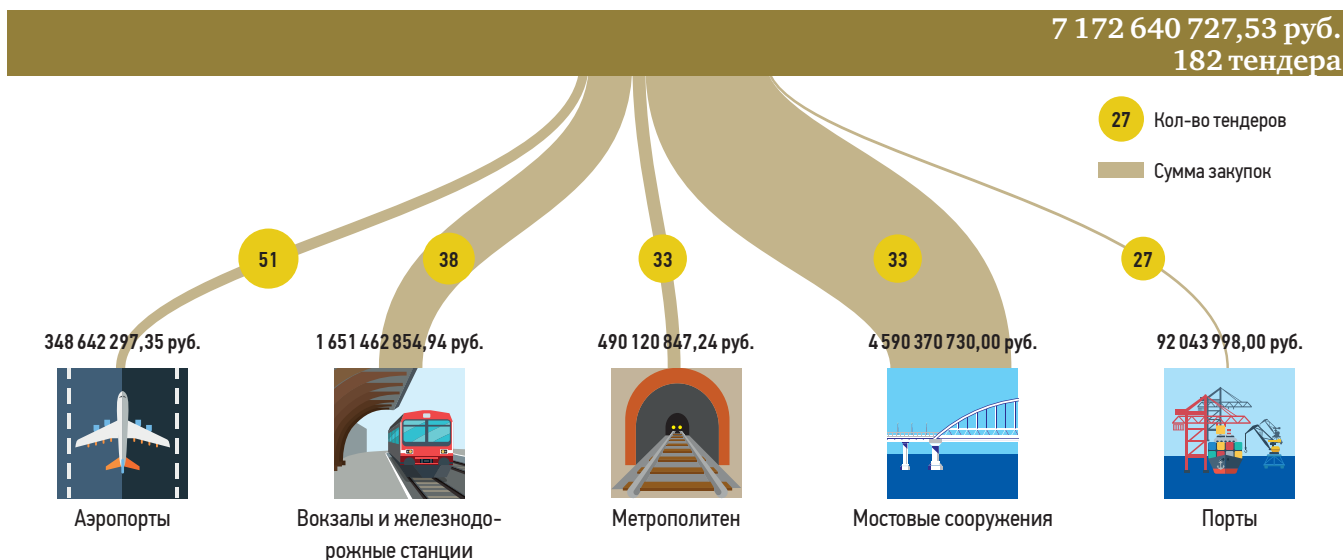 7 172 640 727,53 руб.
182 тендера
27 Кол-во тендеров
Сумма закупок
51 38 33 33 27
348 642 297,35 руб. 1 651 462 854,94 руб. 490 120 847,24 руб. 4 590 370 730,00 руб. 92 043 998,00 руб.
Аэропорты Вокзалы и железнодо- Метрополитен Мостовые сооружения Порты
рожные станции